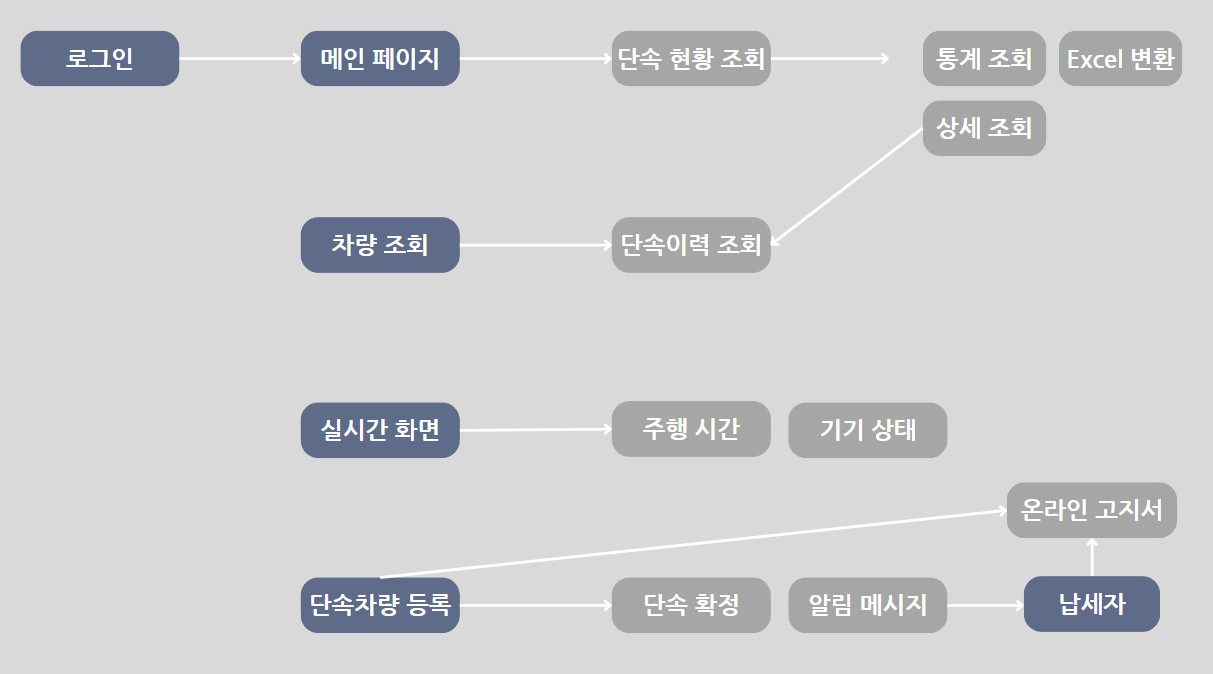 로그인
메인 페이지
단속 현황 조회
통계 조회
Excel 변환
상세 조회
차량 조회
단속이력 조회
실시간 화면
주행 시간
기기 상태
온라인 고지서
단속차량 등록
단속 확정
알림 메시지
납세자